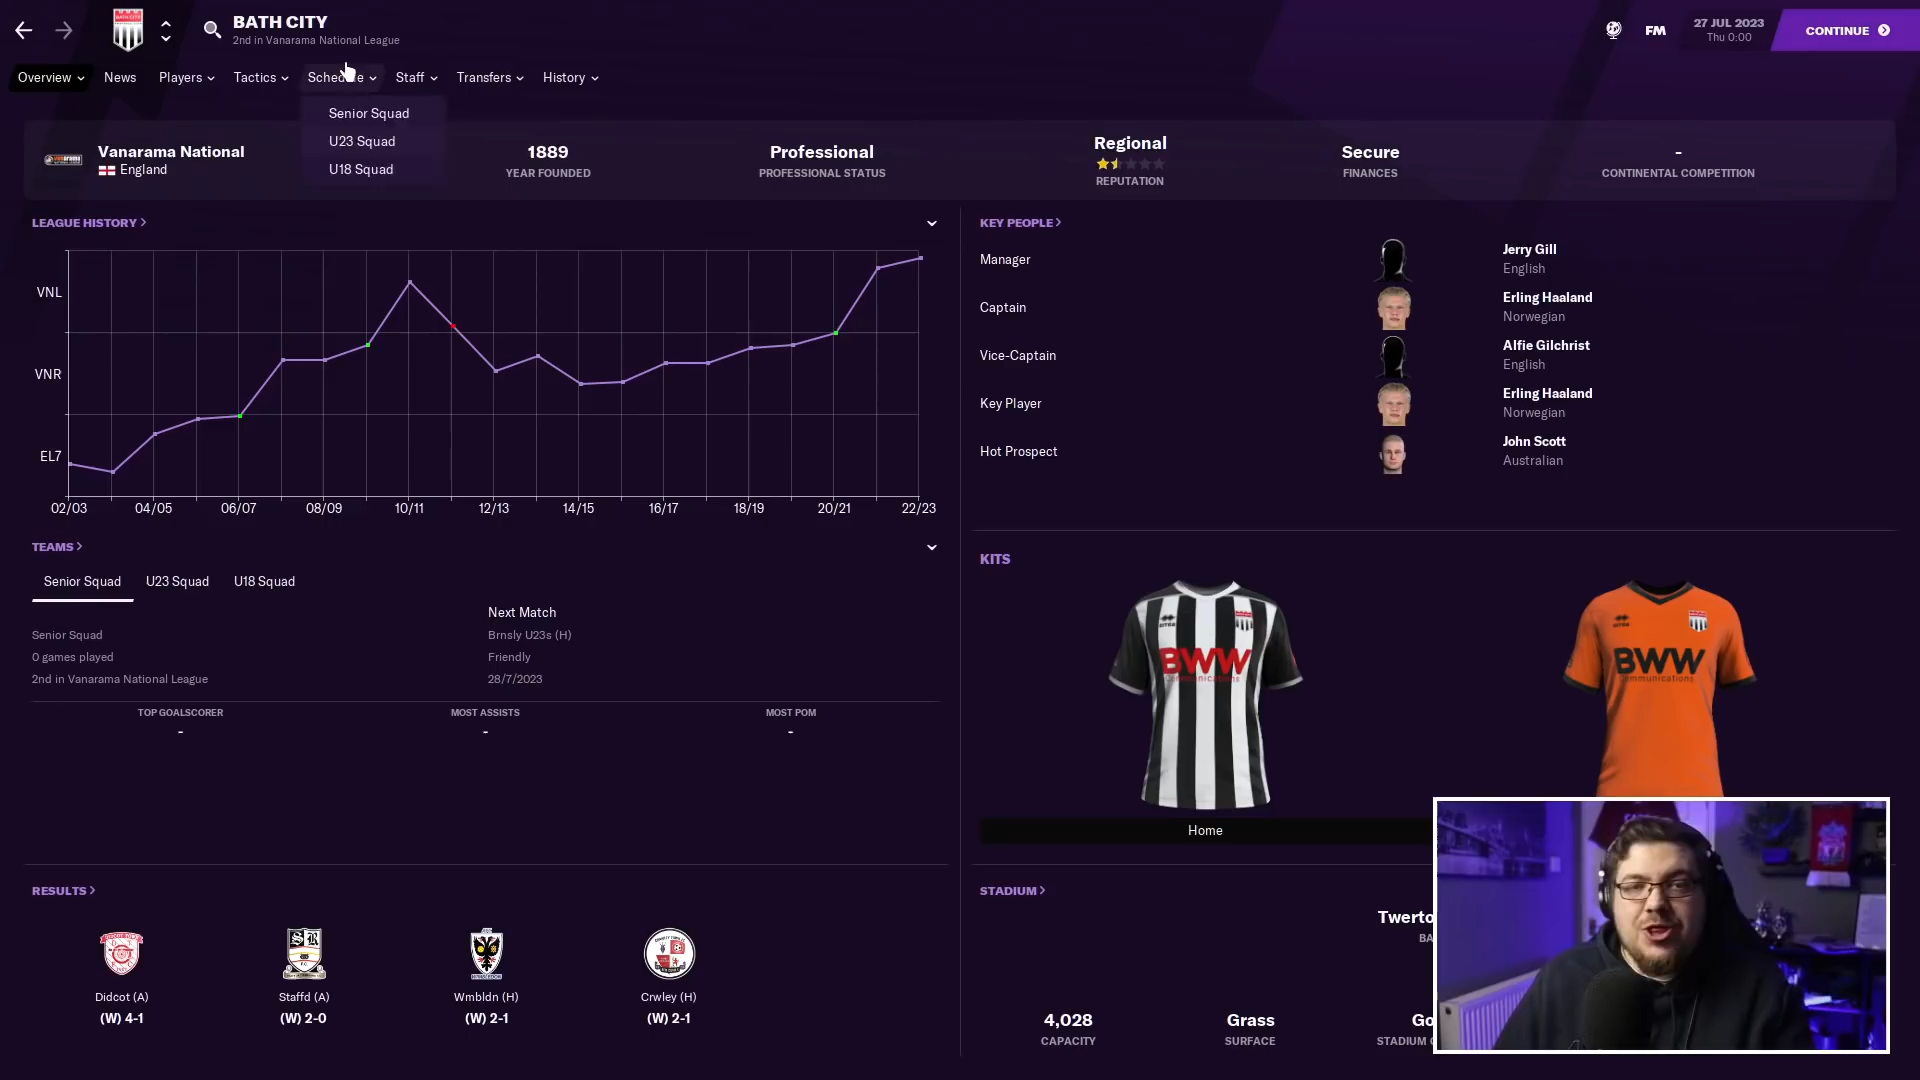 BATH CITY
2nd in Vanarama National League
FM
27 JUL 2023
Thu 0:00
CONTINUE
Overview
News
Players
Tactics
Schedule
Staff
Transfers
History
Senior Squad
U23 Squad
U18 Squad
Vanarama National
England
1889
YEAR FOUNDED
Professional
PROFESSIONAL STATUS
Regional
REPUTATION
Secure
FINANCES
-
CONTINENTAL COMPETITION
LEAGUE HISTORY
VNL
VNR
EL7
02/03 04/05 06/07 08/09 10/11 12/13 14/15 16/17 18/19 20/21 22/23
KEY PEOPLE
Manager
Jerry Gill
English
Captain
Erling Haaland
Norwegian
Vice-Captain
Alfie Gilchrist
English
Key Player
Erling Haaland
Norwegian
Hot Prospect
John Scott
Australian
TEAMS
Senior Squad
U23 Squad
U18 Squad
Next Match
Senior Squad
Brnsly U23s (H)
0 games played
Friendly
2nd in Vanarama National League
28/7/2023
TOP GOALSCORER
-
MOST ASSISTS
-
MOST POM
-
KITS
BWW
Communications
BWW
Communications
Home
RESULTS
Didcot (A)
(W) 4-1
Staffd (A)
(W) 2-0
Wmbldn (H)
(W) 2-1
Crwley (H)
(W) 2-1
STADIUM
Twerto
BA
4,028
CAPACITY
Grass
SURFACE
Go
STADIUM